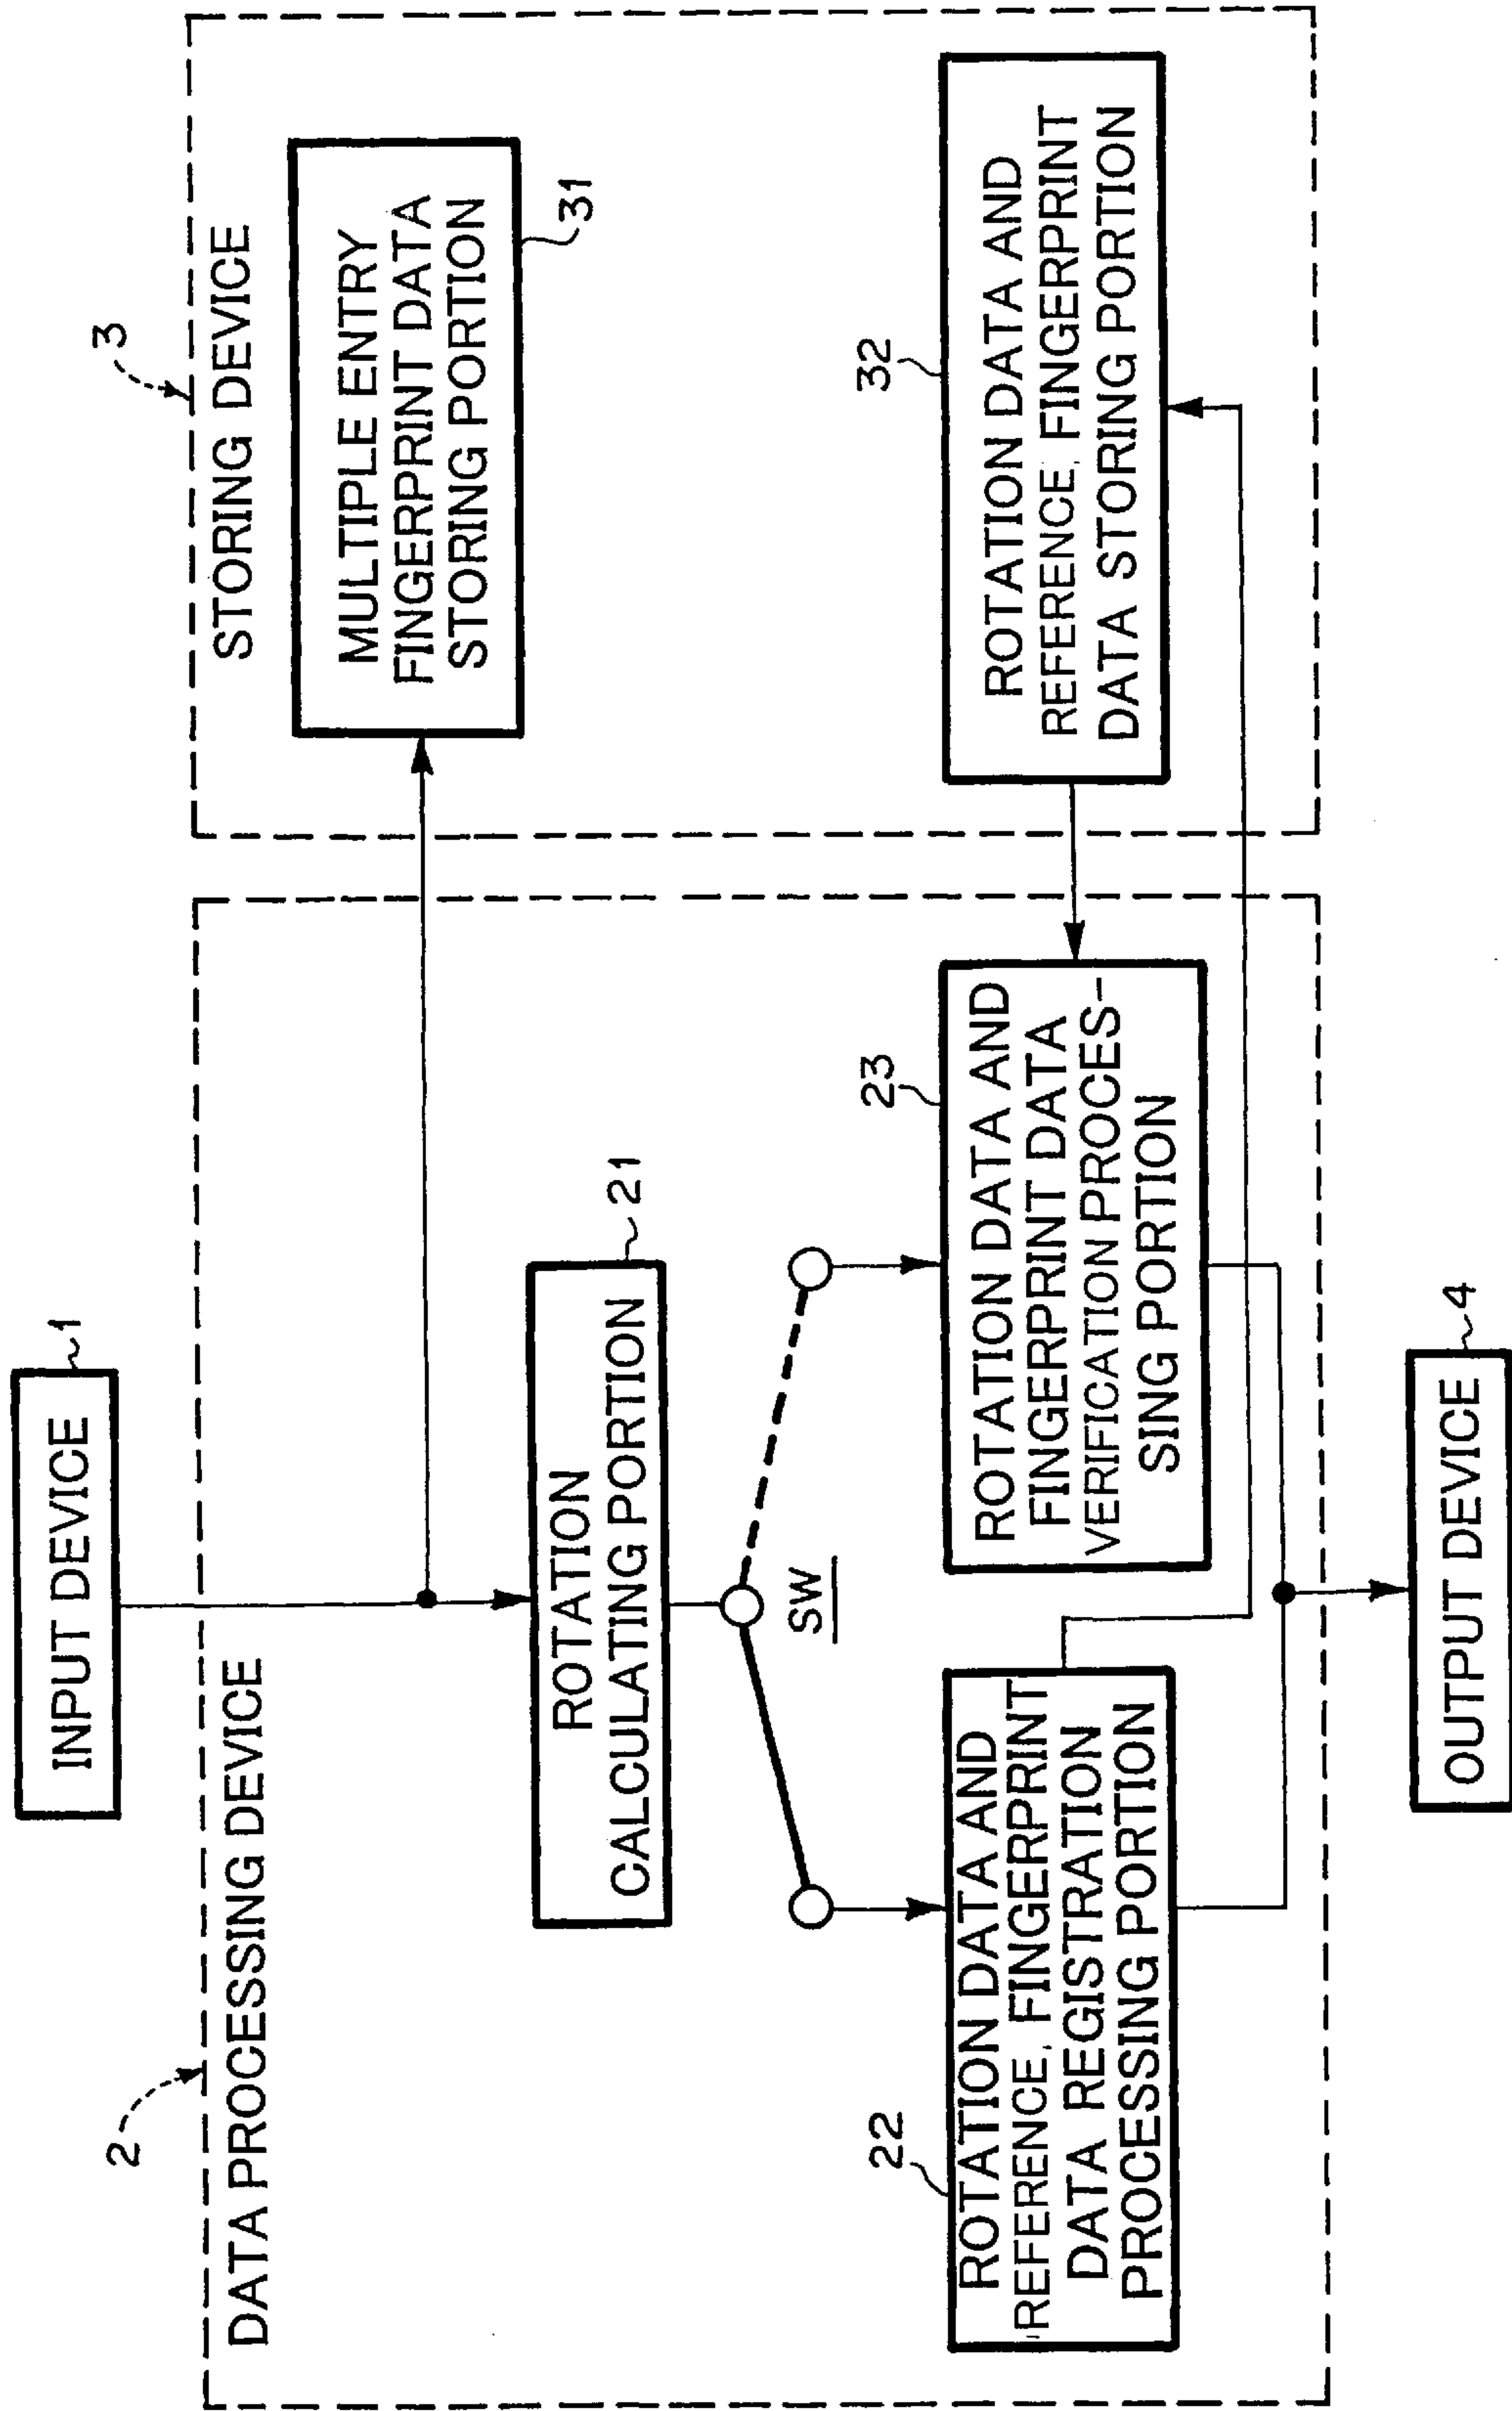 INPUT DEVICE
1
2
DATA PROCESSING DEVICE
3
STORING DEVICE
MULTIPLE ENTRY
FINGERPRINT DATA
STORING PORTION
31
ROTATION
CALCULATING PORTION
21
SW
22
ROTATION DATA AND
REFERENCE, FINGERPRINT
DATA REGISTRATION
PROCESSING PORTION
23
ROTATION DATA AND
FINGERPRINT DATA
VERIFICATION PROCES-
SING PORTION
32
ROTATION DATA AND
REFERENCE, FINGERPRINT
DATA STORING PORTION
OUTPUT DEVICE
4